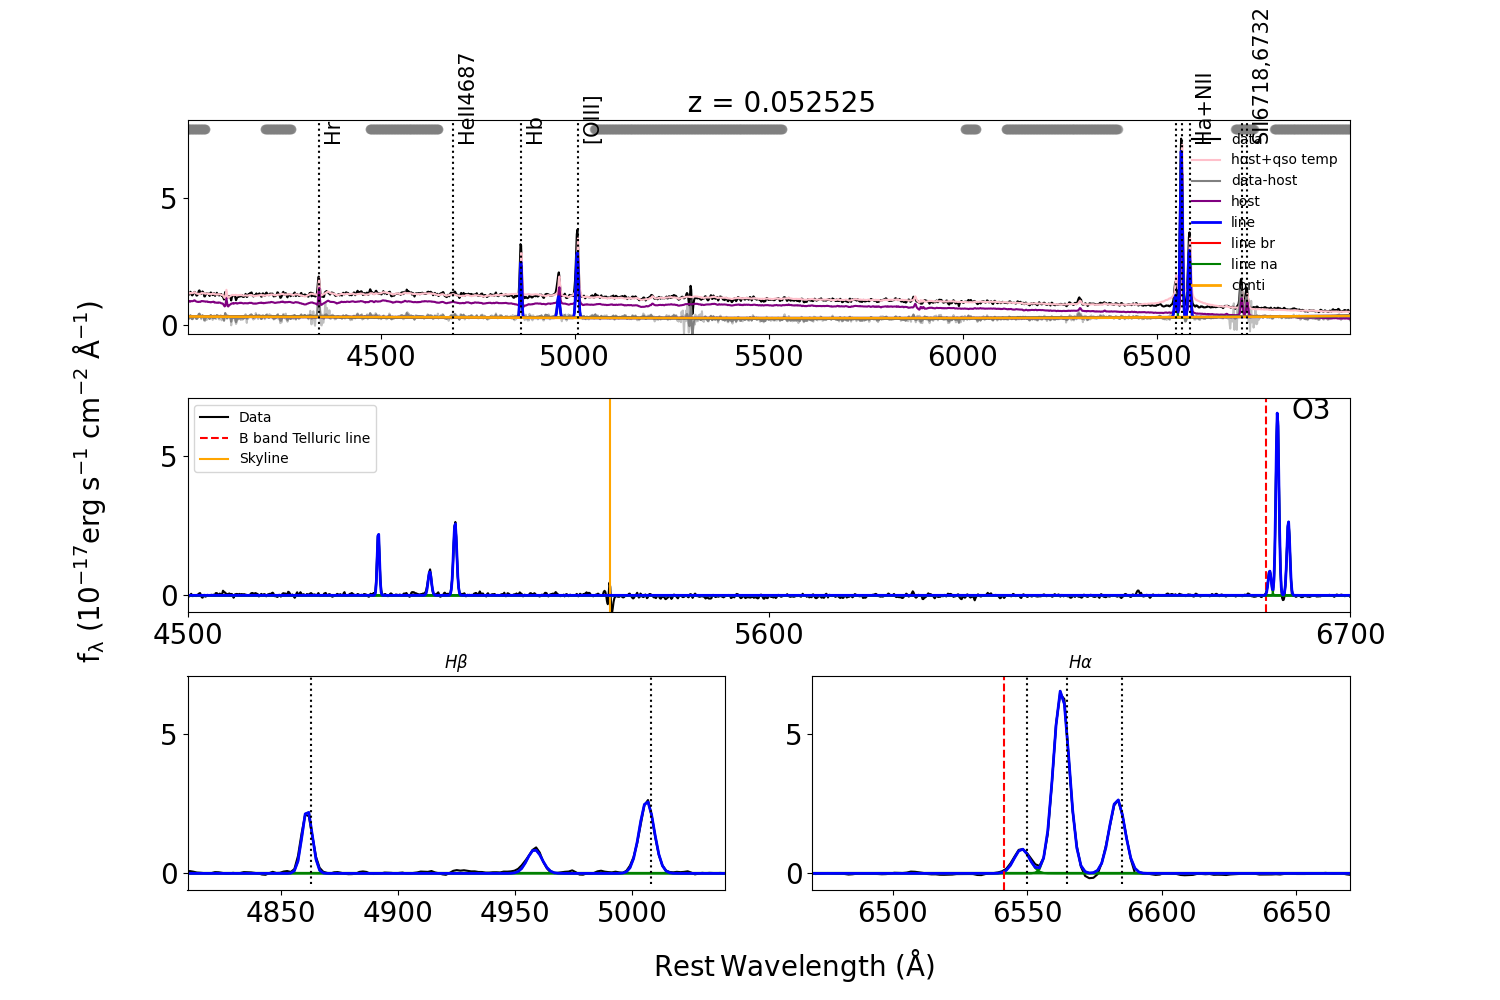 z = 0.052525
Hr
HeII4687
Hb
[OIII]
Ha+NII
SII6718,6732
data
host+qso temp
data-host
host
line
line br
line na
conti
5
0
4500
5000
5500
6000
6500
Data
B band Telluric line
Skyline
O3
5
0
4500
5600
6700
fλ (10⁻¹⁷erg s⁻¹ cm⁻² Å⁻¹)
Hβ
5
0
4850
4900
4950
5000
Hα
5
0
6500
6550
6600
6650
Rest Wavelength (Å)